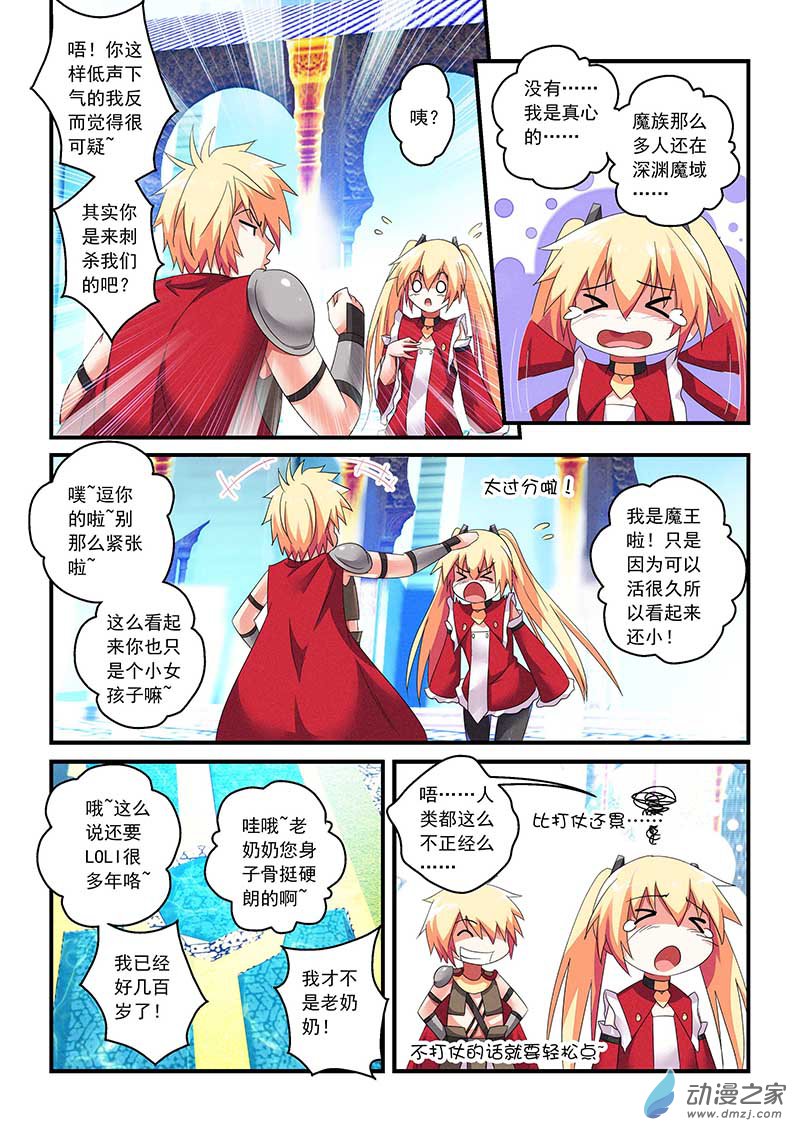 唔！你这
样低声下
气的我反
而觉得很
可疑~
其实你
是来刺
杀我们
的吧？
咦？
没有……
我是真心
的……
魔族那么
多人还在
深渊魔域
……
噗~逗你
的啦~别
那么紧张
啦~
这么看起
来你也只
是个小女
孩子嘛~
太过分啦！
我是魔王
啦！只是
因为可以
活很久所
以看起来
还小！
哦~这么
说还要
LOLI很
多年咯~
我已经
好几百
岁了！
哇哦~老
奶奶您身
子骨挺硬
朗的啊~
我才不
是老奶
奶！
唔……人
类都这么
不正经么
……
比打仗还累……
不打仗的话就要轻松点~
动漫之家
www.dmzj.com